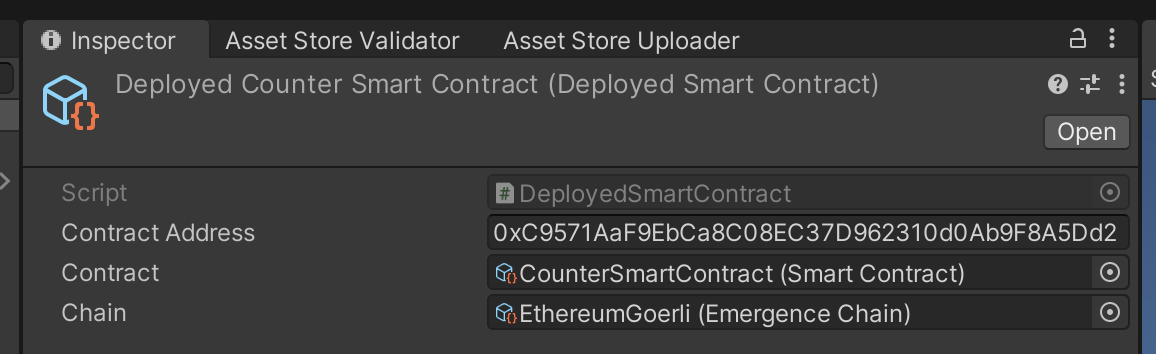 Inspector Asset Store Validator Asset Store Uploader
Deployed Counter Smart Contract (Deployed Smart Contract)
Open
Script # DeployedSmartContract
Contract Address 0xC9571AaF9EbCa8C08EC37D962310d0Ab9F8A5Dd2
Contract CounterSmartContract (Smart Contract)
Chain EthereumGoerli (Emergence Chain)